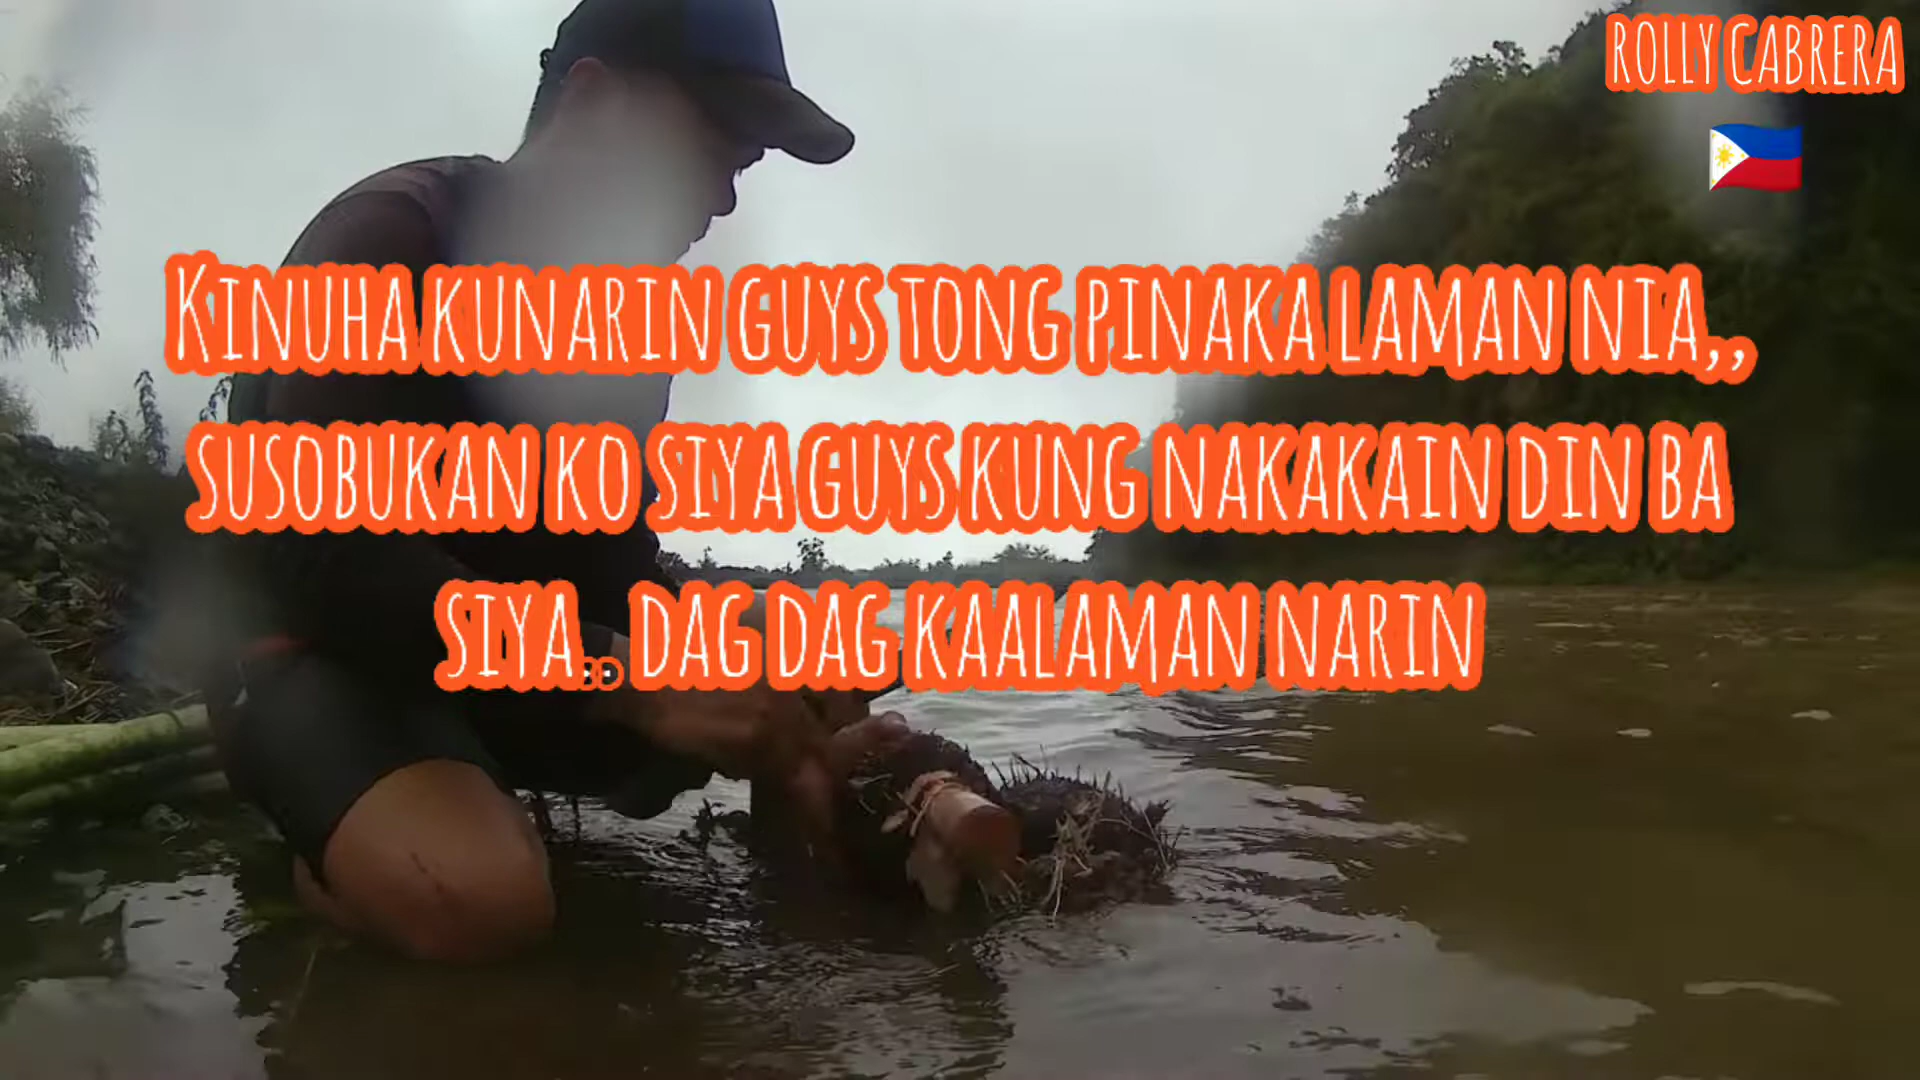 ROLLY CABRERA
KINUHA KUNARIN GUYS TONG PINAKA LAMAN NIA,,
SUSOBUKAN KO SIYA GUYS KUNG NAKAKAIN DIN BA
SIYA.. DAG DAG KAALAMAN NARIN